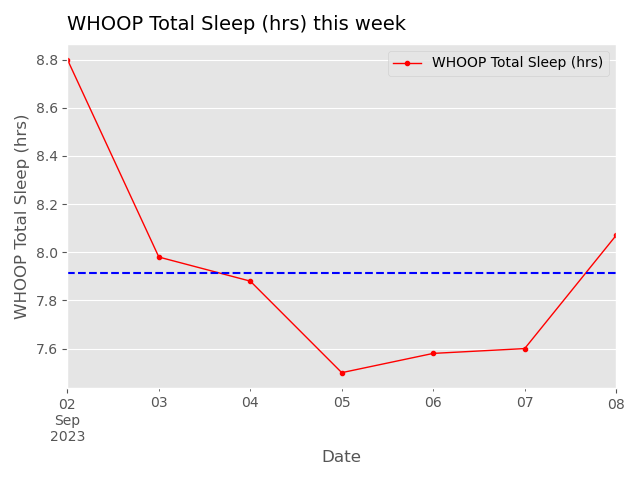 WHOOP Total Sleep (hrs) this week
WHOOP Total Sleep (hrs)
WHOOP Total Sleep (hrs)
8.8
8.6
8.4
8.2
8.0
7.8
7.6
02 03 04 05 06 07 08
Sep
2023
Date